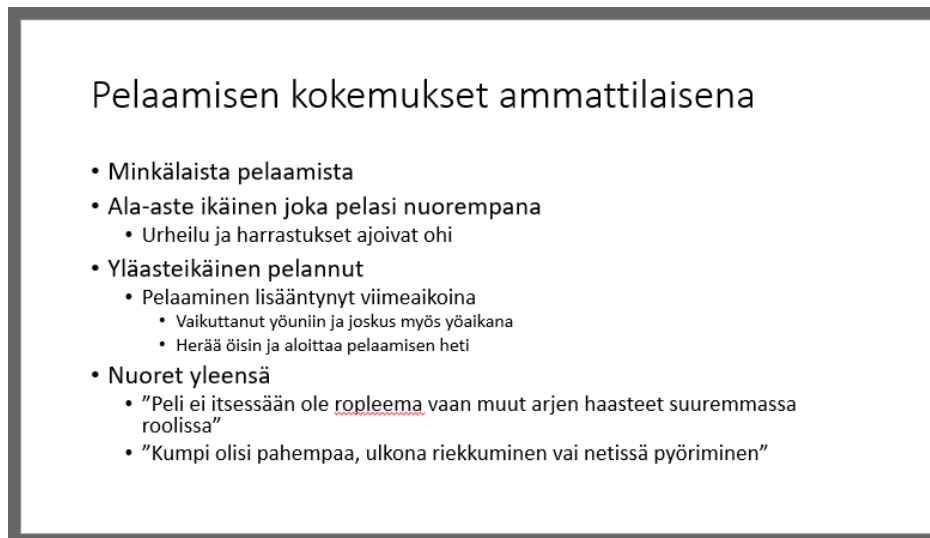 Pelaamisen kokemukset ammattilaisena
• Minkälaista pelaamista
• Ala-aste ikäinen joka pelasi nuorempana
• Urheilu ja harrastukset ajoivat ohi
• Yläasteikäinen pelannut
• Pelaaminen lisääntynyt viimeaikoina
• Vaikuttanut yöuniin ja joskus myös yöaikana
• Herää öisin ja aloittaa pelaamisen heti
• Nuoret yleensä
• ”Peli ei itsessään ole ropleema vaan muut arjen haasteet suuremmassa
roolissa”
• ”Kumpi olisi pahempaa, ulkona riekkuminen vai netissä pyöriminen”